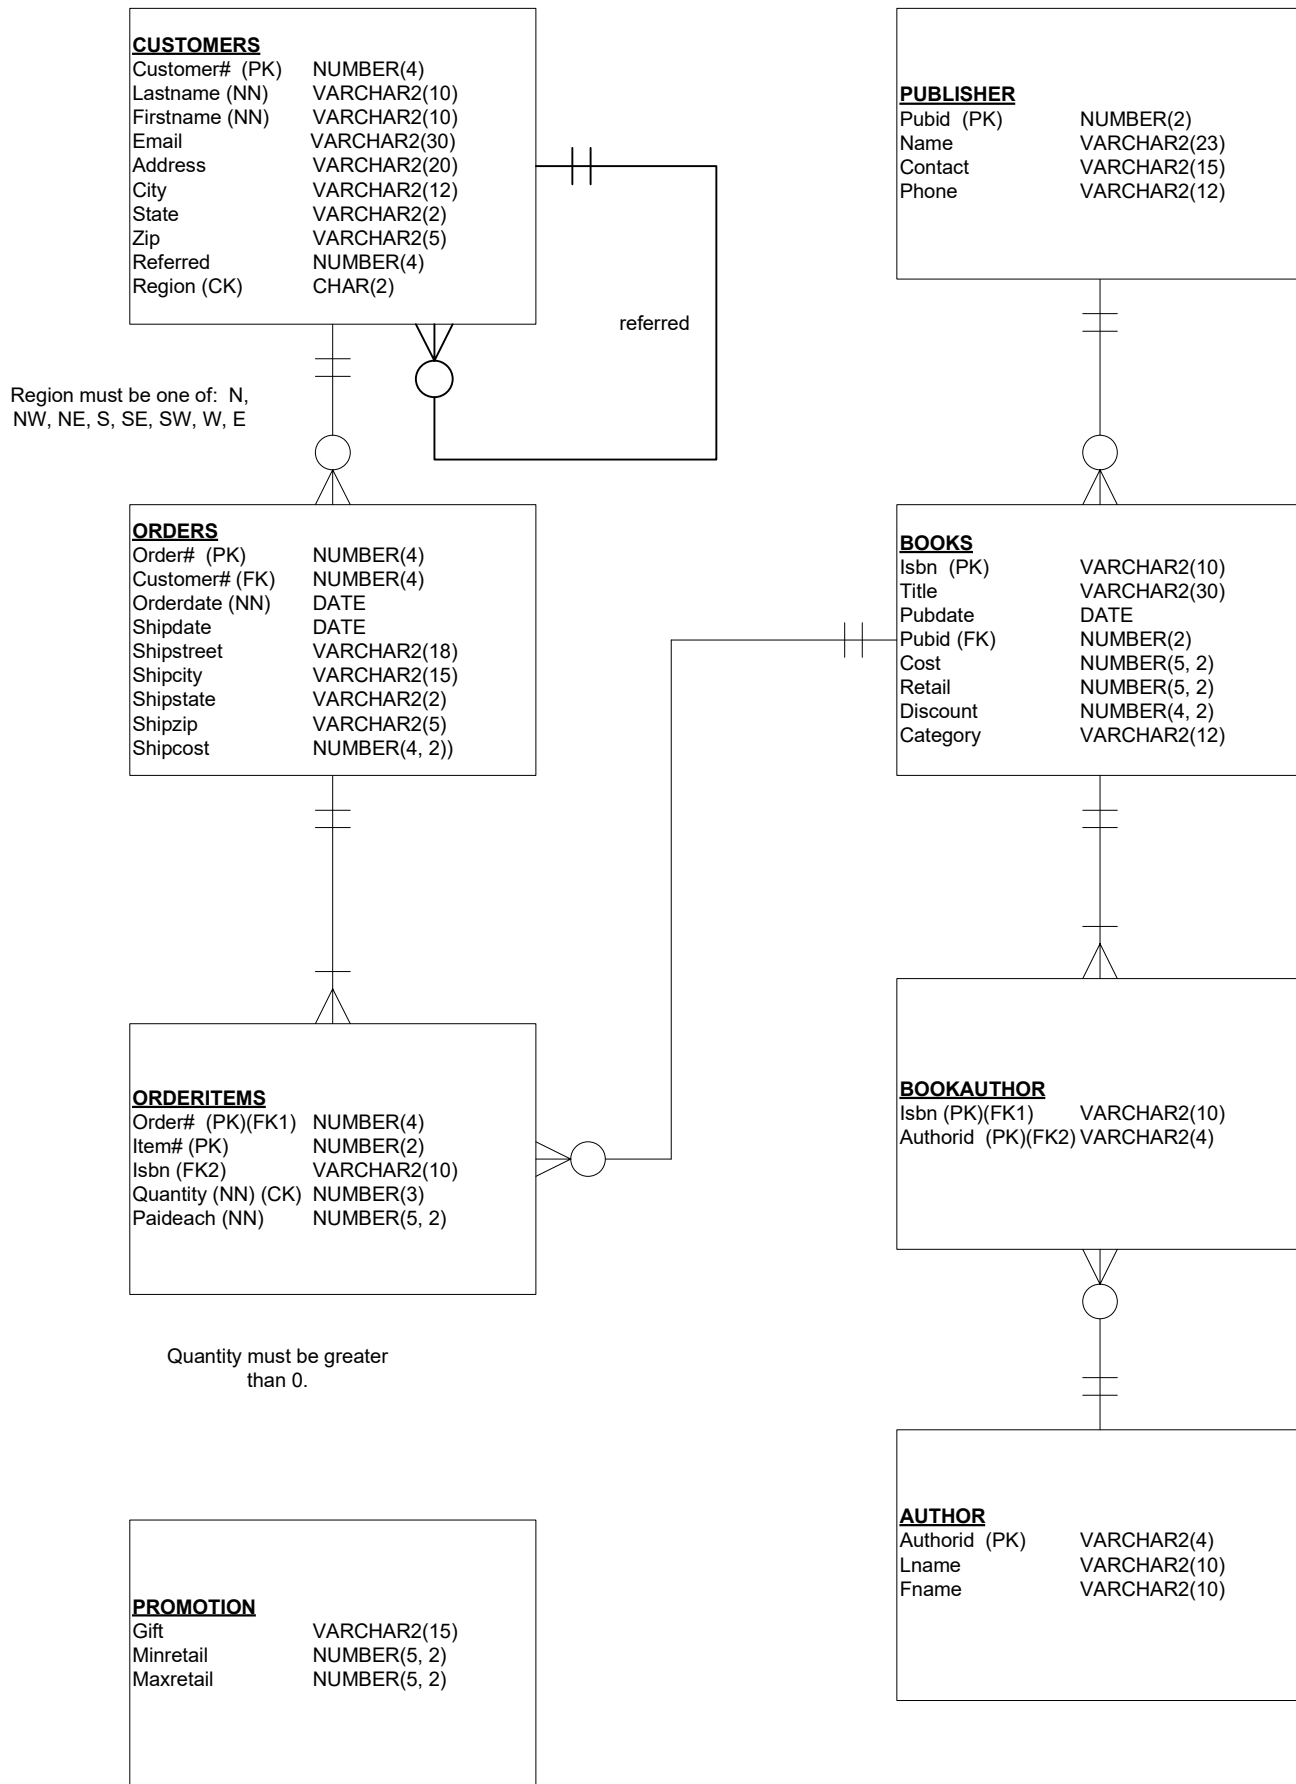 CUSTOMERS
Customer# (PK) NUMBER(4)
Lastname (NN) VARCHAR2(10)
Firstname (NN) VARCHAR2(10)
Email VARCHAR2(30)
Address VARCHAR2(20)
City VARCHAR2(12)
State VARCHAR2(2)
Zip VARCHAR2(5)
Referred NUMBER(4)
Region (CK) CHAR(2)
referred
Region must be one of: N,
NW, NE, S, SE, SW, W, E
PUBLISHER
Pubid (PK) NUMBER(2)
Name VARCHAR2(23)
Contact VARCHAR2(15)
Phone VARCHAR2(12)
ORDERS
Order# (PK) NUMBER(4)
Customer# (FK) NUMBER(4)
Orderdate (NN) DATE
Shipdate DATE
Shipstreet VARCHAR2(18)
Shipcity VARCHAR2(15)
Shipstate VARCHAR2(2)
Shipzip VARCHAR2(5)
Shipcost NUMBER(4, 2))
BOOKS
Isbn (PK) VARCHAR2(10)
Title VARCHAR2(30)
Pubdate DATE
Pubid (FK) NUMBER(2)
Cost NUMBER(5, 2)
Retail NUMBER(5, 2)
Discount NUMBER(4, 2)
Category VARCHAR2(12)
ORDERITEMS
Order# (PK)(FK1) NUMBER(4)
Item# (PK) NUMBER(2)
Isbn (FK2) VARCHAR2(10)
Quantity (NN) (CK) NUMBER(3)
Paideach (NN) NUMBER(5, 2)
Quantity must be greater
than 0.
BOOKAUTHOR
Isbn (PK)(FK1) VARCHAR2(10)
Authorid (PK)(FK2) VARCHAR2(4)
PROMOTION
Gift VARCHAR2(15)
Minretail NUMBER(5, 2)
Maxretail NUMBER(5, 2)
AUTHOR
Authorid (PK) VARCHAR2(4)
Lname VARCHAR2(10)
Fname VARCHAR2(10)